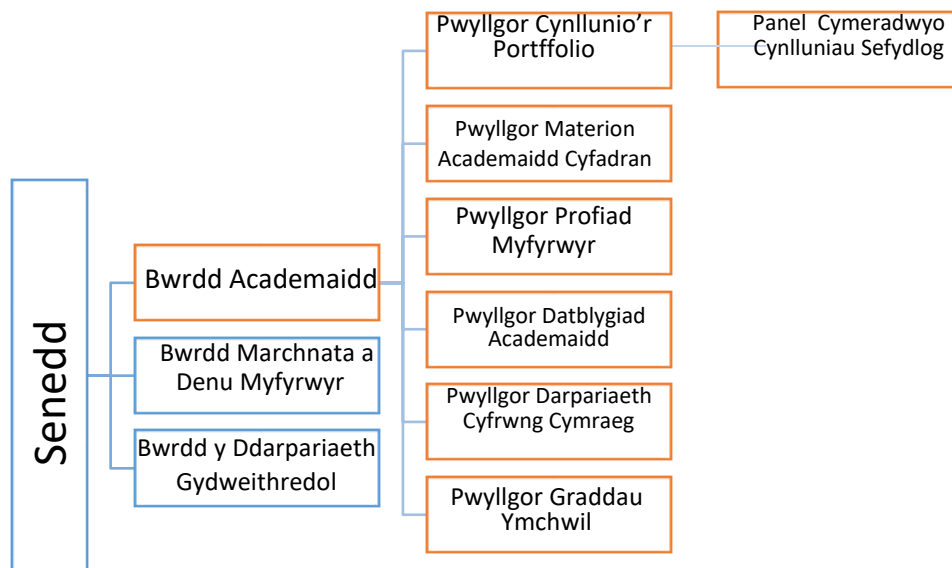 Senedd
Bwrdd Academaidd
Bwrdd Marchnata a
Denu Myfyrwyr
Bwrdd y Ddarpariaeth
Gydweithredol
Pwyllgor Cynllunio’r
Portffolio
Pwyllgor Materion
Academaidd Cyfadran
Pwyllgor Profiad
Myfyrwyr
Pwyllgor Datblygiad
Academaidd
Pwyllgor Darpariaeth
Cyfrwng Cymraeg
Pwyllgor Graddau
Ymchwil
Panel Cymeradwyo
Cynlluniau Sefydlog